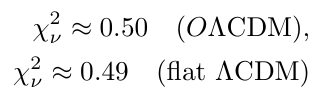 χ²_ν ≈ 0.50 (OΛCDM),
χ²_ν ≈ 0.49 (flat ΛCDM)